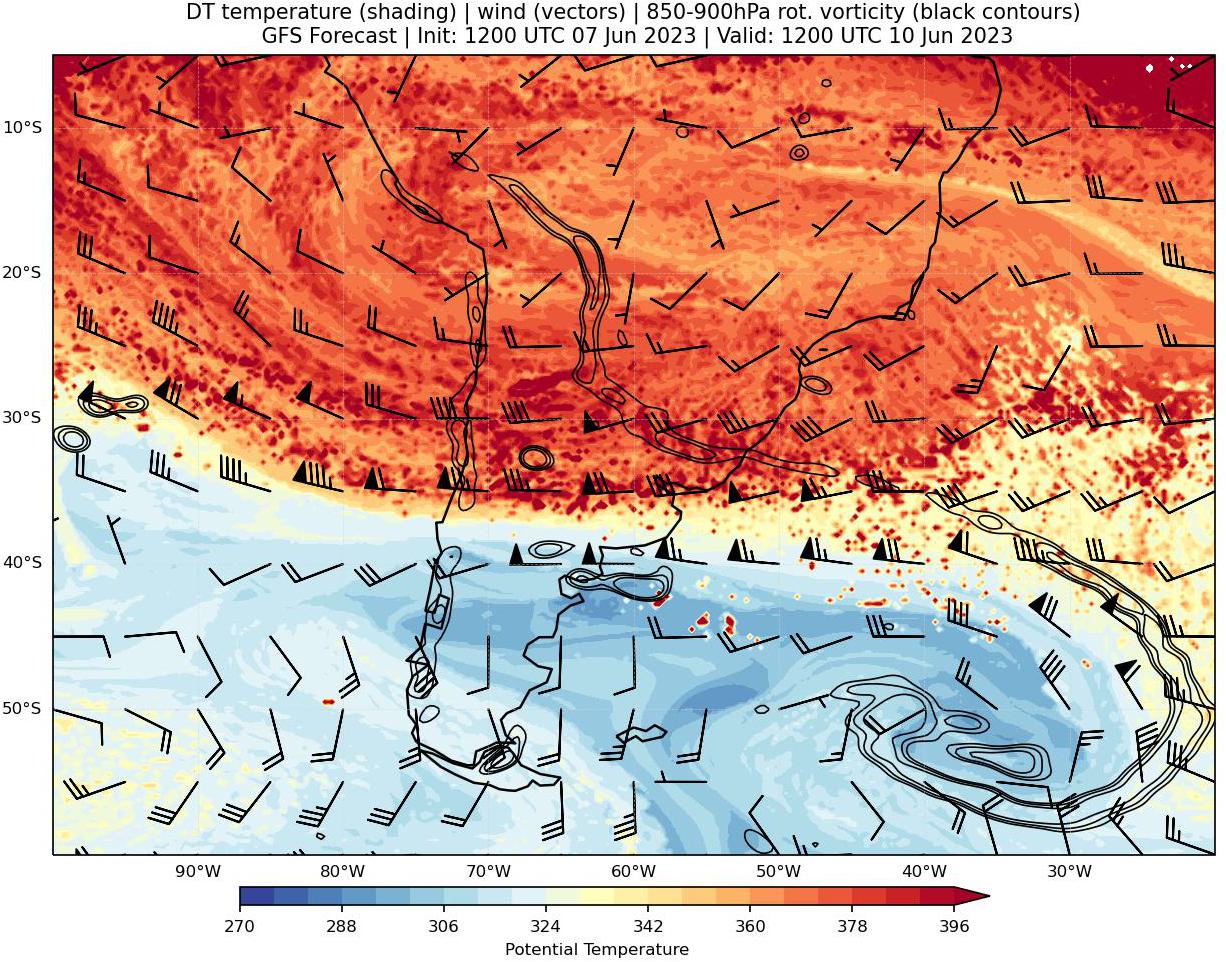 DT temperature (shading) | wind (vectors) | 850-900hPa rot. vorticity (black contours)
GFS Forecast | Init: 1200 UTC 07 Jun 2023 | Valid: 1200 UTC 10 Jun 2023
10°S
20°S
30°S
40°S
50°S
90°W 80°W 70°W 60°W 50°W 40°W 30°W
270 288 306 324 342 360 378 396
Potential Temperature